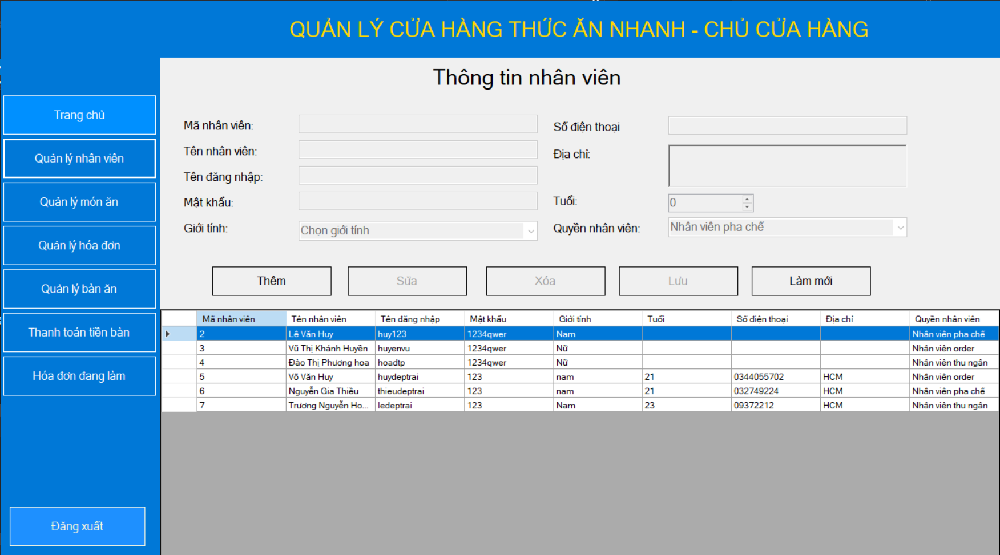 QUẢN LÝ CỬA HÀNG THỨC ĂN NHANH - CHỦ CỬA HÀNG
Trang chủ
Quản lý nhân viên
Quản lý món ăn
Quản lý hóa đơn
Quản lý bàn ăn
Thanh toán tiền bàn
Hóa đơn đang làm
Đăng xuất
Thông tin nhân viên
Mã nhân viên:
Tên nhân viên:
Tên đăng nhập:
Mật khẩu:
Giới tính: Chọn giới tính
Số điện thoại
Địa chỉ:
Tuổi: 0
Quyền nhân viên: Nhân viên pha chế
Thêm Sửa Xóa Lưu Làm mới
Mã nhân viên Tên nhân viên Tên đăng nhập Mật khẩu Giới tính Tuổi Số điện thoại Địa chỉ Quyền nhân viên
2 Lê Văn Huy huy123 1234qwer Nam Nhân viên pha chế
3 Vũ Thị Khánh Huyền huyenvu 1234qwer Nữ Nhân viên order
4 Đào Thị Phương hoa hoadtp 1234qwer Nữ Nhân viên thu ngân
5 Võ Văn Huy huydeptrai 123 nam 21 0344055702 HCM Nhân viên order
6 Nguyễn Gia Thiều thieudeptrai 123 nam 21 032749224 HCM Nhân viên pha chế
7 Trương Nguyễn Ho... ledeptrai 123 Nam 23 09372212 HCM Nhân viên thu ngân